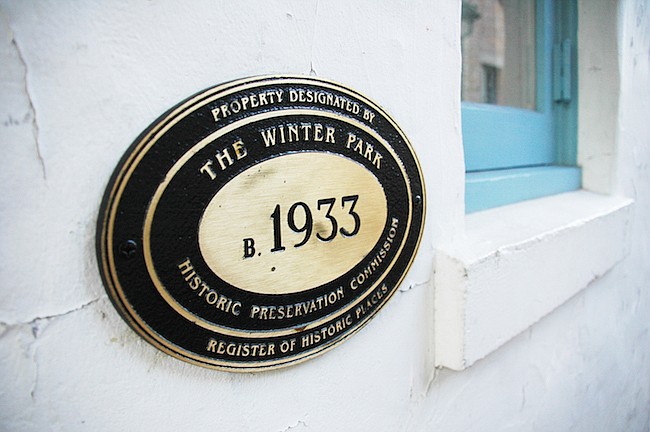 PROPERTY DESIGNATED BY
THE WINTER PARK
B. 1933
HISTORIC PRESERVATION COMMISSION
REGISTER OF HISTORIC PLACES